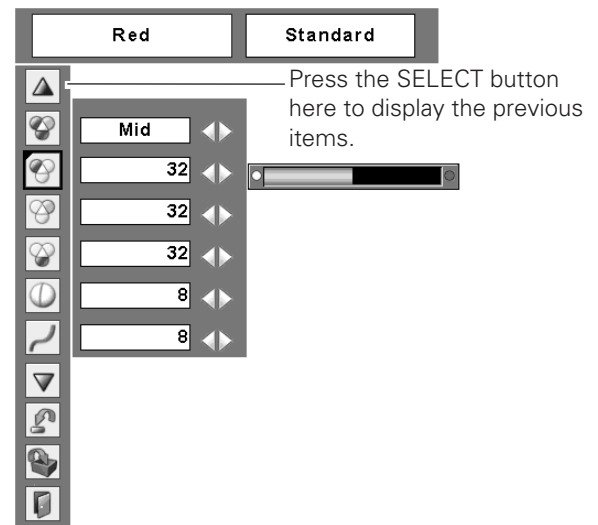 Red
Standard
Press the SELECT button
here to display the previous
items.
Mid
32
32
32
8
8